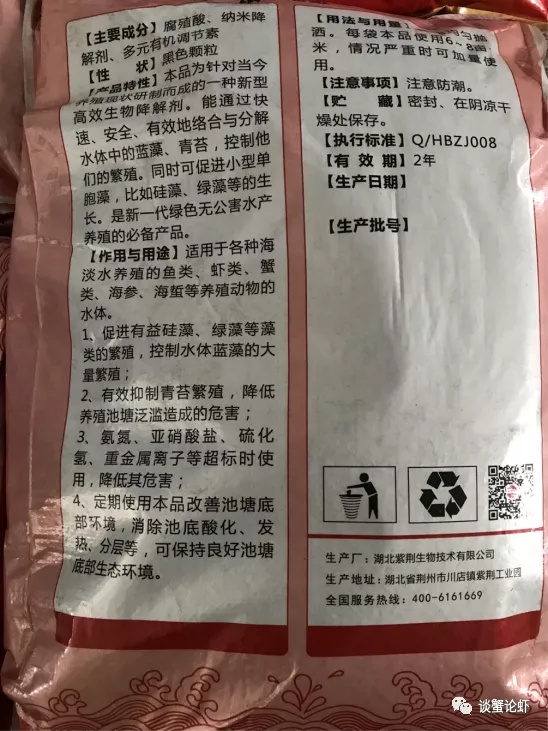 【主要成分】腐殖酸、纳米降
解剂、多元有机调节素
【性 状】黑色颗粒
【产品特性】本品为针对当今
养殖现状研制而成的一种新型
高效生物降解剂。能通过快
速、安全、有效地络合与分解
水体中的蓝藻、青苔，控制他
们的繁殖。同时可促进小型单
胞藻，比如硅藻、绿藻等的生
长。是新一代绿色无公害水产
养殖的必备产品。
【作用与用途】适用于各种海
淡水养殖的鱼类、虾类、蟹
类、海参、海蜇等养殖动物的
水体。
1、促进有益硅藻、绿藻等藻
类的繁殖，控制水体蓝藻的大
量繁殖；
2、有效抑制青苔繁殖，降低
养殖池塘泛滥造成的危害；
3、氨氮、亚硝酸盐、硫化
氢、重金属离子等超标时使
用，降低其危害；
4、定期使用本品改善池塘底
部环境，消除池底酸化、发
热、分层等，可保持良好池塘
底部生态环境。
【用法与用量】匀抛
洒。每袋本品使用6~8亩
米，情况严重时可加量使
用。
【注意事项】注意防潮。
【贮 藏】密封、在阴凉干
燥处保存。
【执行标准】Q/HBZJ008
【有 效 期】2年
【生产日期】
【生产批号】
生产厂：湖北紫荆生物技术有限公司
生产地址：湖北省荆州市川店镇紫荆工业园
全国服务热线：400-6161669
谈蟹论虾